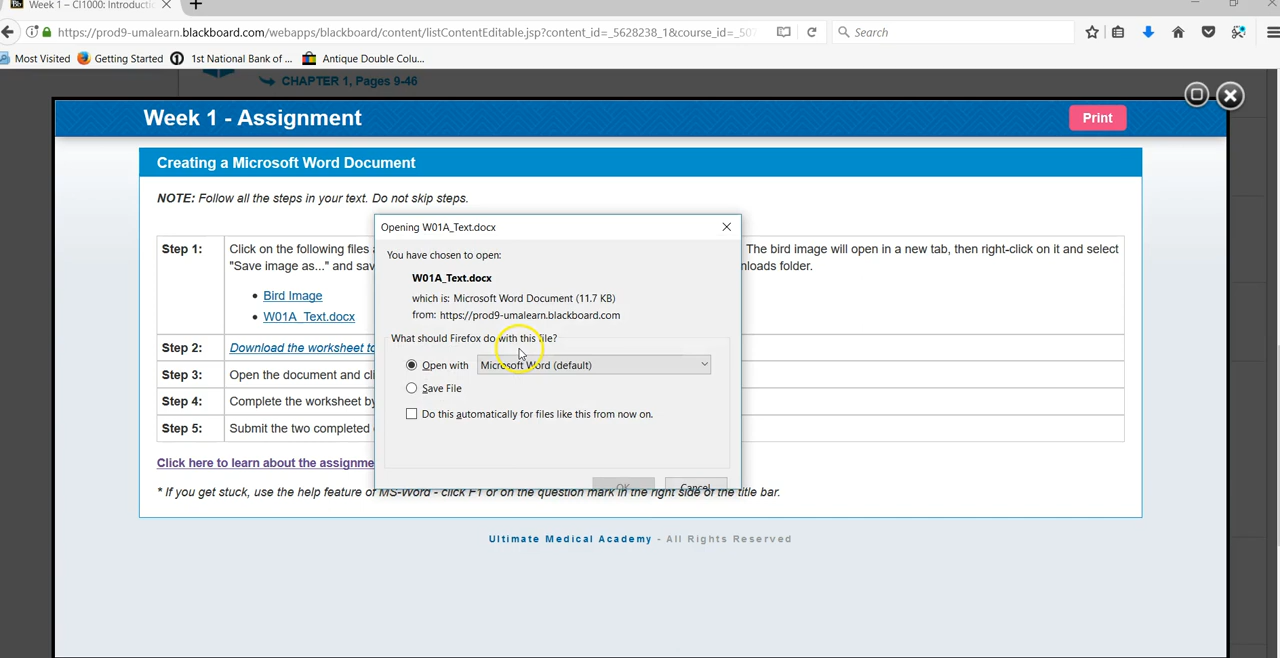 Week 1 – CI1000: Introducti
https://prod9-umalearn.blackboard.com/webapps/blackboard/content/listContentEditable.jsp?content_id=_5628238_1&course_id=_507
Search
Most Visited
Getting Started
1st National Bank of ...
Antique Double Colu...
CHAPTER 1, Pages 9-46
Week 1 - Assignment
Print
Creating a Microsoft Word Document
NOTE: Follow all the steps in your text. Do not skip steps.
Opening W01A_Text.docx
You have chosen to open:
W01A_Text.docx
which is: Microsoft Word Document (11.7 KB)
from: https://prod9-umalearn.blackboard.com
What should Firefox do with this file?
Open with
Microsoft Word (default)
Save File
Do this automatically for files like this from now on.
OK
Cancel
Step 1:
Click on the following files
The bird image will open in a new tab, then right-click on it and select
"Save image as..." and sav
nloads folder.
Bird Image
W01A_Text.docx
Step 2:
Download the worksheet to
Step 3:
Open the document and cli
Step 4:
Complete the worksheet by
Step 5:
Submit the two completed
Click here to learn about the assignme
* If you get stuck, use the help feature of MS-Word - click F1 or on the question mark in the right side of the title bar.
Ultimate Medical Academy - All Rights Reserved